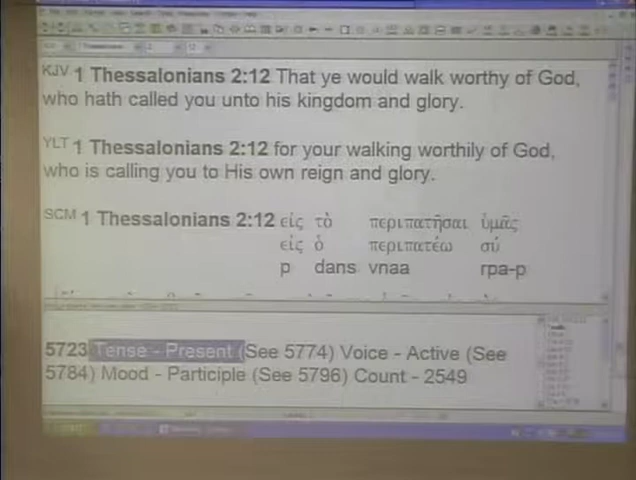 KJV 1 Thessalonians 2:12 That ye would walk worthy of God,
who hath called you unto his kingdom and glory.
YLT 1 Thessalonians 2:12 for your walking worthily of God,
who is calling you to His own reign and glory.
SCM 1 Thessalonians 2:12 εἰς τὸ περιπατῆσαι ὑμᾶς
εἰς ὁ περιπατέω σύ
p dans vnaa rpa-p
5723 Tense - Present (See 5774) Voice - Active (See
5784) Mood - Participle (See 5796) Count - 2549